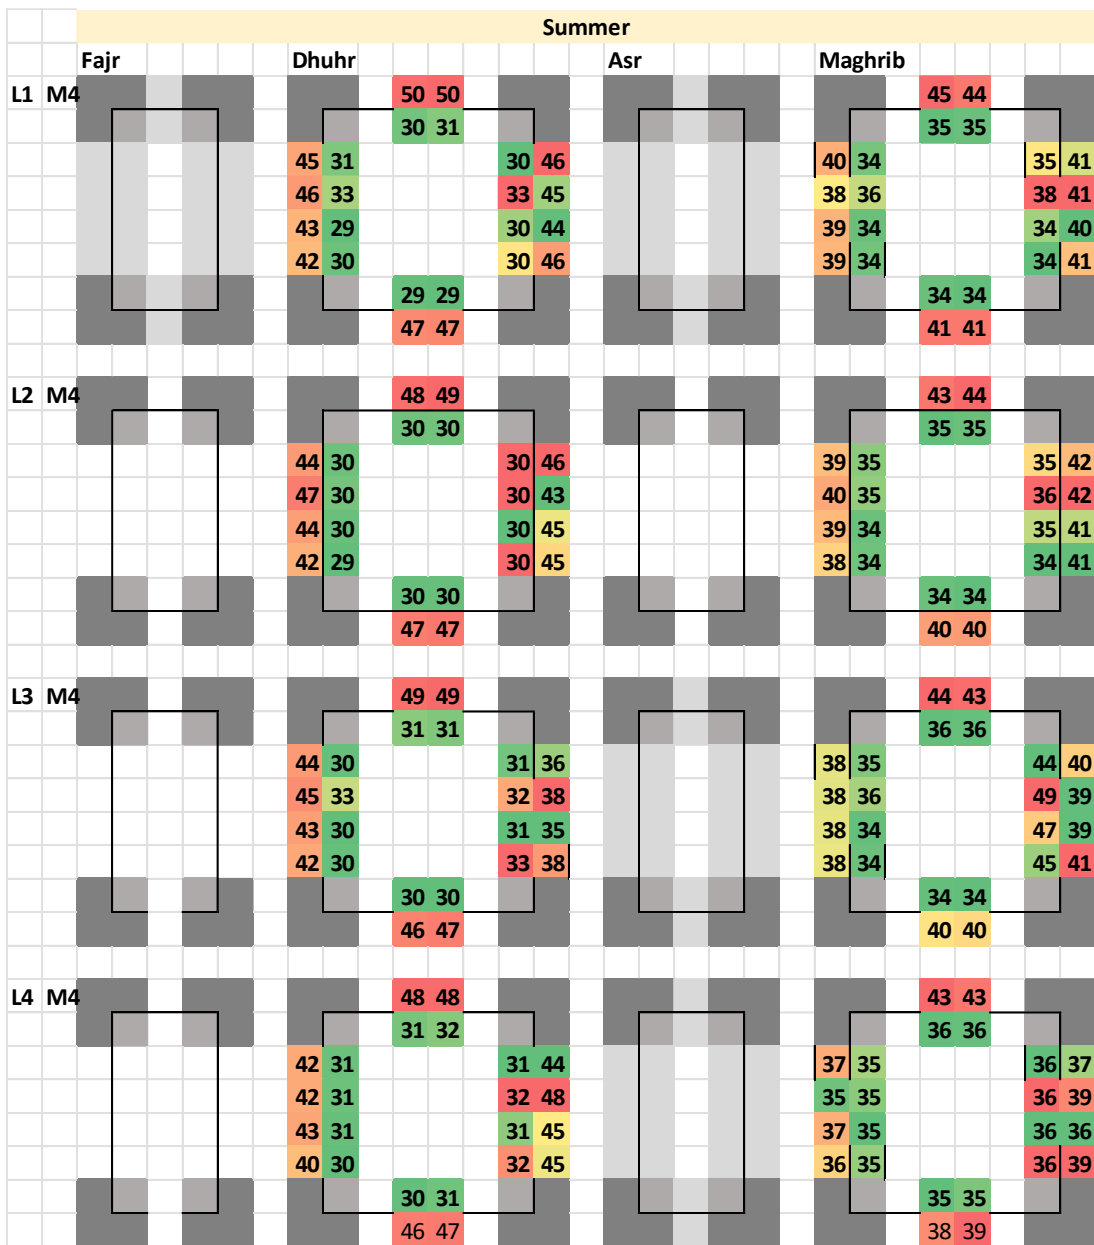 Summer
Fajr Dhuhr Asr Maghrib
L1 M4 50 50 45 44
30 31 35 35
45 31 30 46 40 34 35 41
46 33 33 45 38 36 38 41
43 29 30 44 39 34 34 40
42 30 30 46 39 34 34 41
29 29 34 34
47 47 41 41
L2 M4 48 49 43 44
30 30 35 35
44 30 30 46 39 35 35 42
47 30 30 43 40 35 36 42
44 30 30 45 39 34 35 41
42 29 30 45 38 34 34 41
30 30 34 34
47 47 40 40
L3 M4 49 49 44 43
31 31 36 36
44 30 31 36 38 35 44 40
45 33 32 38 38 36 49 39
43 30 31 35 38 34 47 39
42 30 33 38 38 34 45 41
30 30 34 34
46 47 40 40
L4 M4 48 48 43 43
31 32 36 36
42 31 31 44 37 35 36 37
42 31 32 48 35 35 36 39
43 31 31 45 37 35 36 36
40 30 32 45 36 35 36 39
30 31 35 35
46 47 38 39